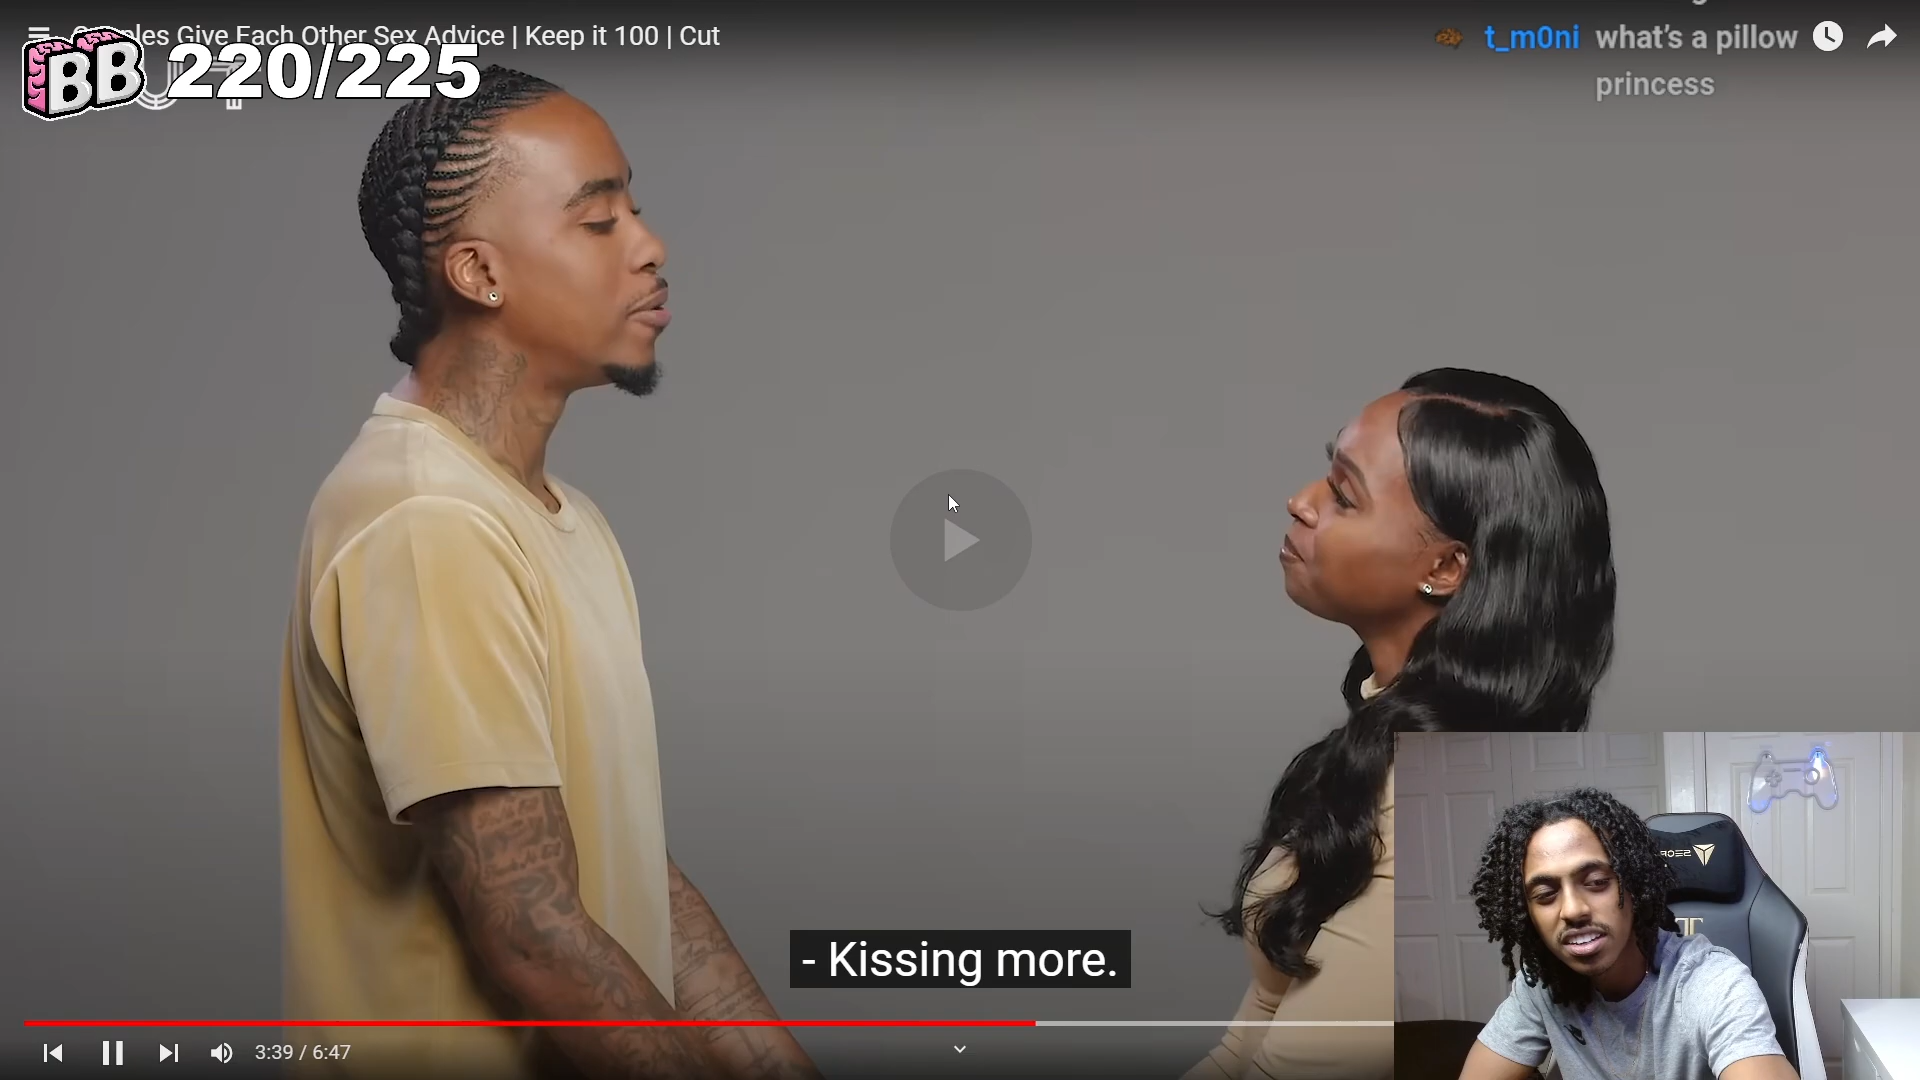 Couples Give Each Other Sex Advice | Keep it 100 | Cut
t_m0ni what's a pillow
princess
BB 220/225
- Kissing more.
3:39 / 6:47